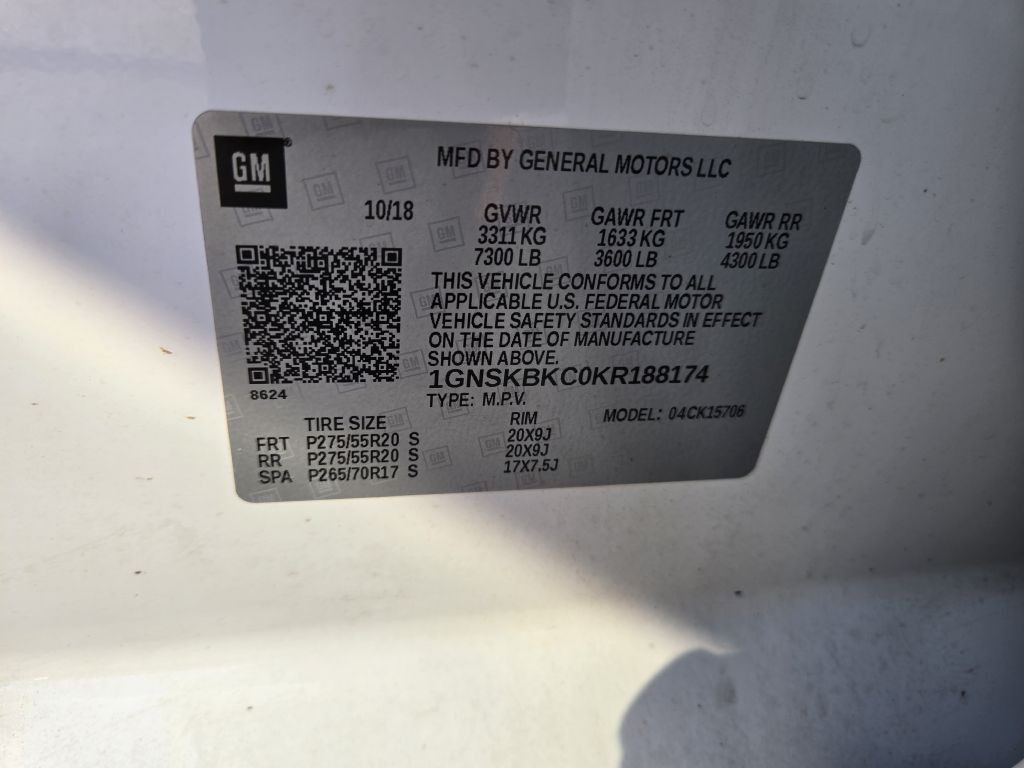 GM
MFD BY GENERAL MOTORS LLC
10/18
GVWR GAWR FRT GAWR RR
3311 KG 1633 KG 1950 KG
7300 LB 3600 LB 4300 LB
THIS VEHICLE CONFORMS TO ALL
APPLICABLE U.S. FEDERAL MOTOR
VEHICLE SAFETY STANDARDS IN EFFECT
ON THE DATE OF MANUFACTURE
SHOWN ABOVE.
1GNSKBKC0KR188174
8624
TYPE: M.P.V. MODEL: 04CK15706
TIRE SIZE RIM
FRT P275/55R20 S 20X9J
RR P275/55R20 S 20X9J
SPA P265/70R17 S 17X7.5J